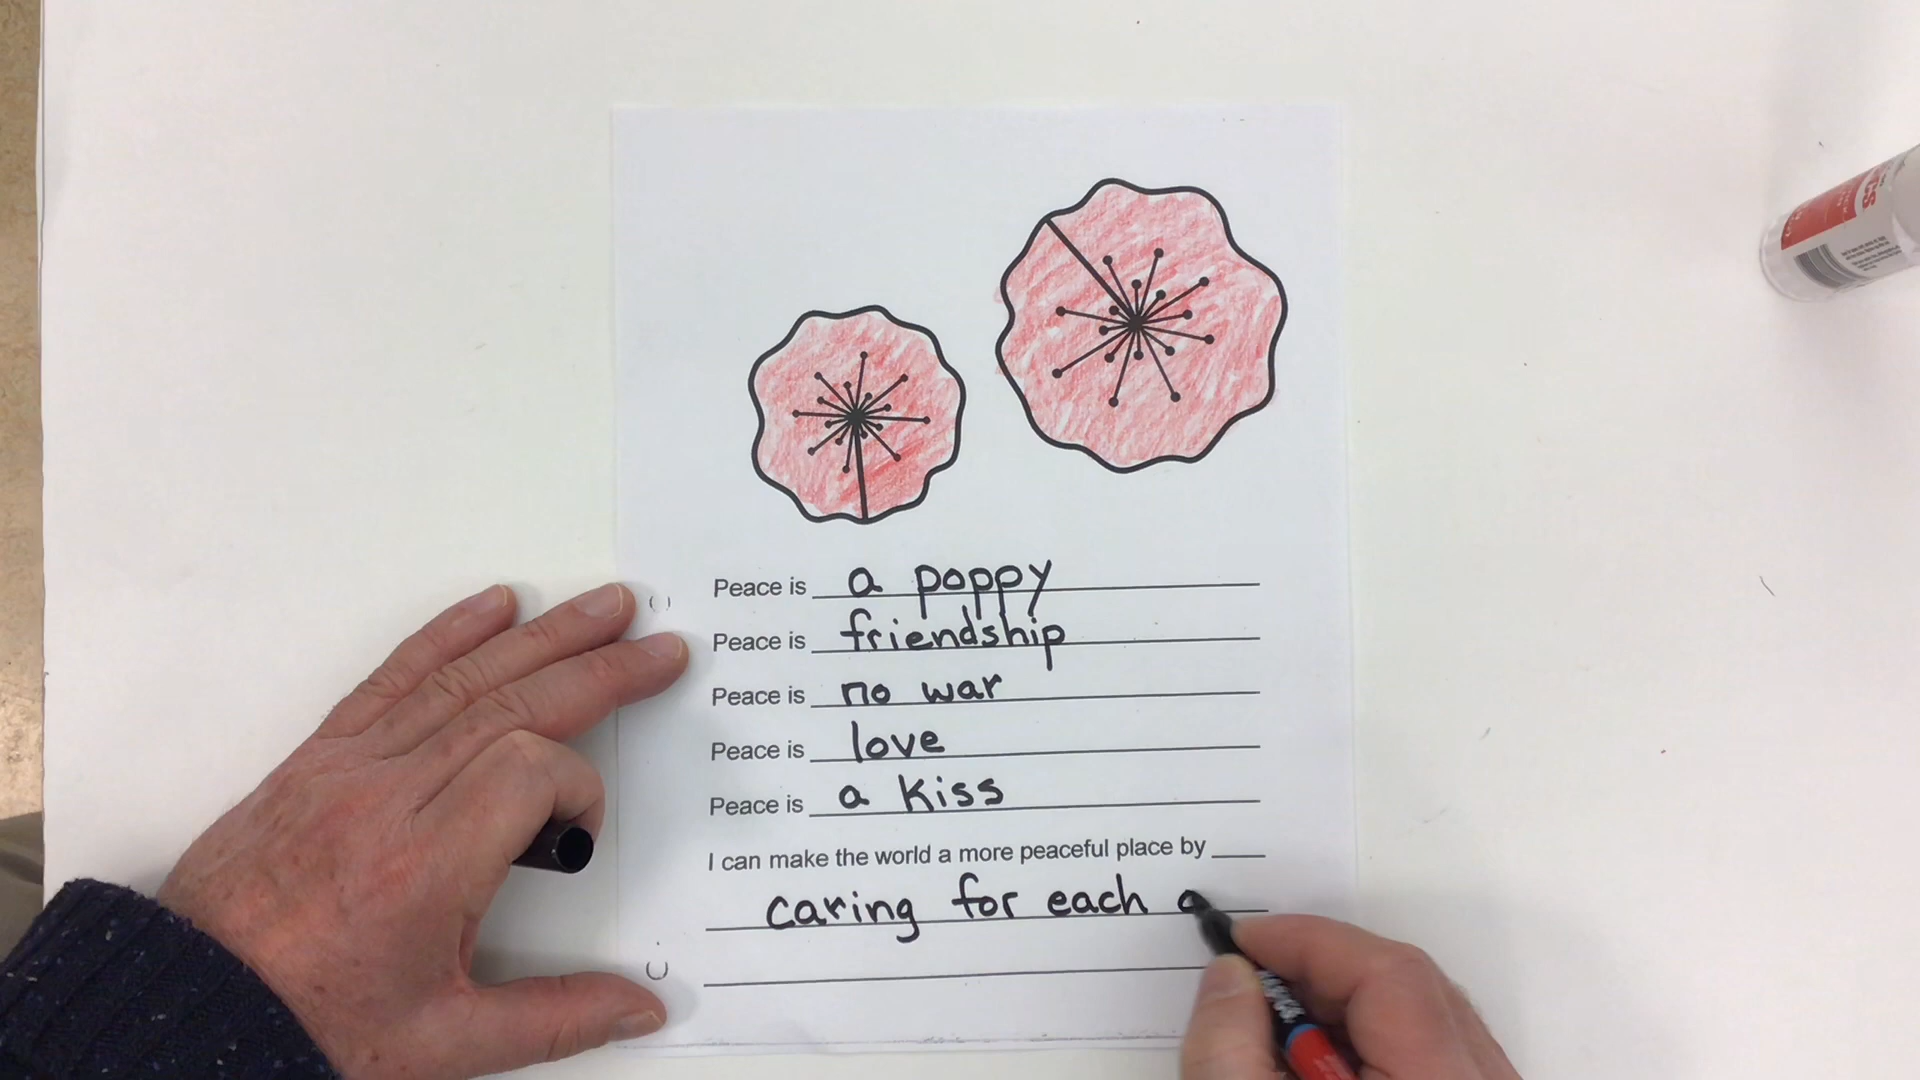 Peace is a poppy
Peace is friendship
Peace is no war
Peace is love
Peace is a kiss
I can make the world a more peaceful place by
caring for each o